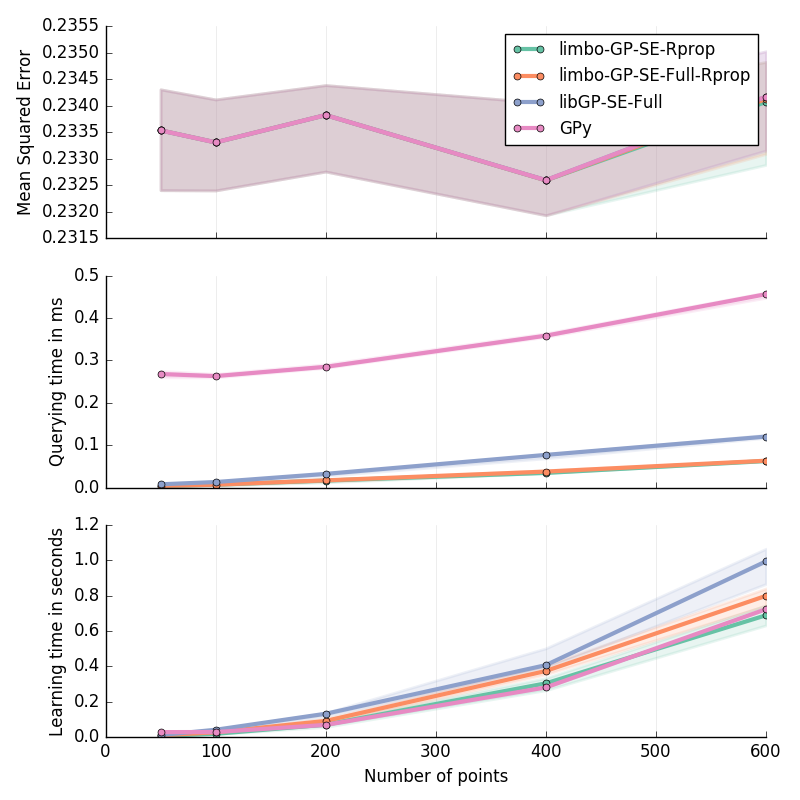 0.2355
0.2350
0.2345
0.2340
0.2335
0.2330
0.2325
0.2320
0.2315
Mean Squared Error
limbo-GP-SE-Rprop
limbo-GP-SE-Full-Rprop
libGP-SE-Full
GPy
0.5
0.4
0.3
0.2
0.1
0.0
Querying time in ms
1.2
1.0
0.8
0.6
0.4
0.2
0.0
Learning time in seconds
0 100 200 300 400 500 600
Number of points